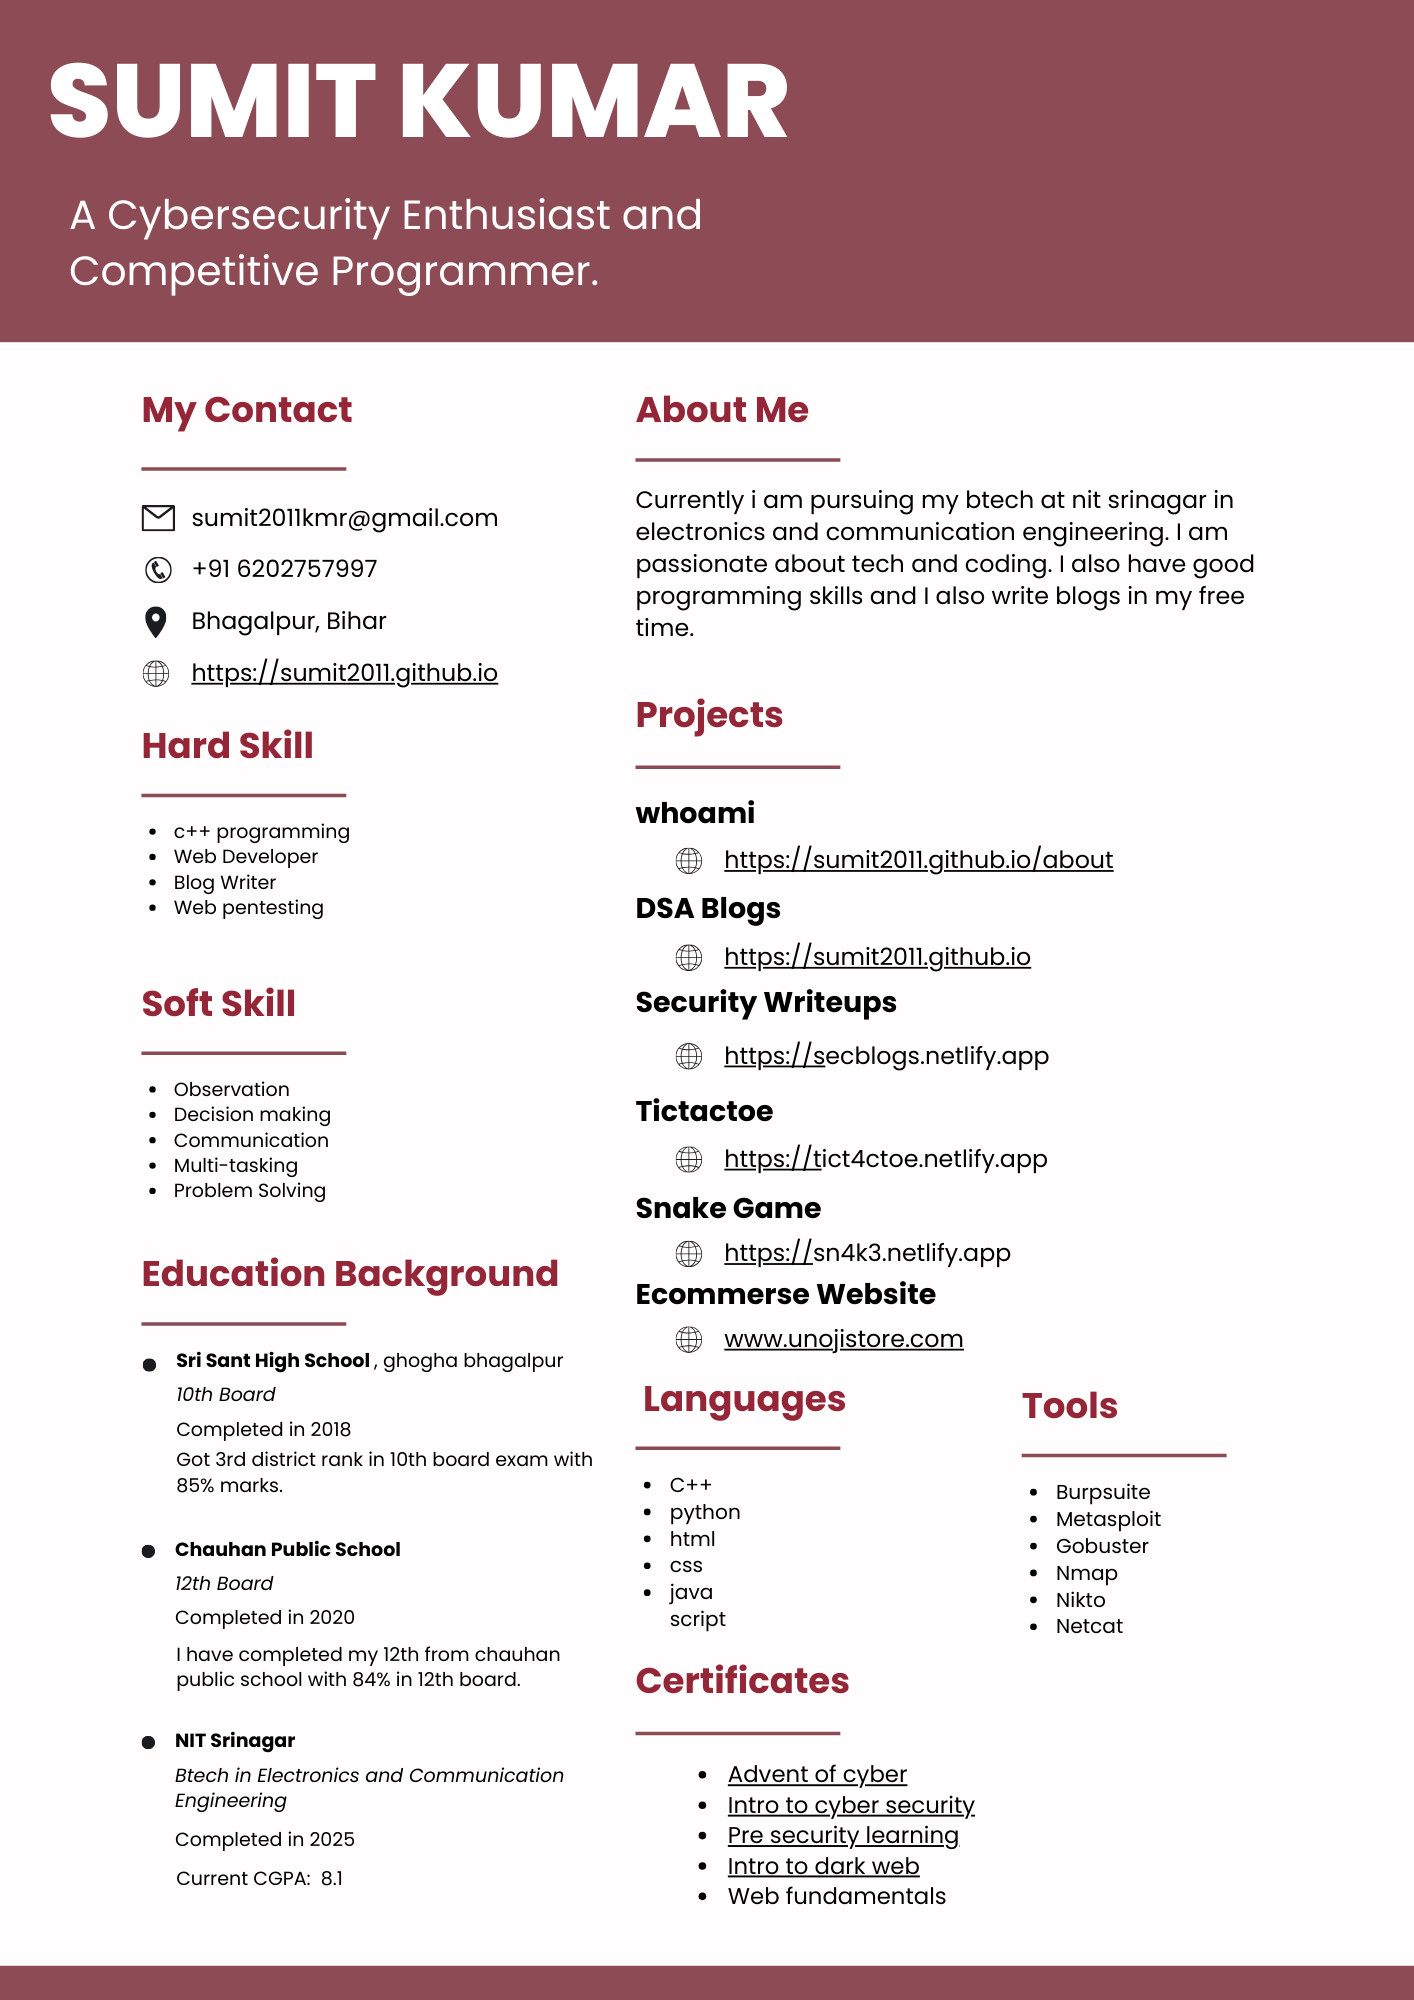 SUMIT KUMAR
A Cybersecurity Enthusiast and
Competitive Programmer.
My Contact
sumit2011kmr@gmail.com
+91 6202757997
Bhagalpur, Bihar
https://sumit2011.github.io
Hard Skill
• c++ programming
• Web Developer
• Blog Writer
• Web pentesting
Soft Skill
• Observation
• Decision making
• Communication
• Multi-tasking
• Problem Solving
Education Background
• Sri Sant High School , ghogha bhagalpur
10th Board
Completed in 2018
Got 3rd district rank in 10th board exam with
85% marks.
• Chauhan Public School
12th Board
Completed in 2020
I have completed my 12th from chauhan
public school with 84% in 12th board.
• NIT Srinagar
Btech in Electronics and Communication
Engineering
Completed in 2025
Current CGPA: 8.1
About Me
Currently i am pursuing my btech at nit srinagar in
electronics and communication engineering. I am
passionate about tech and coding. I also have good
programming skills and I also write blogs in my free
time.
Projects
whoami
https://sumit2011.github.io/about
DSA Blogs
https://sumit2011.github.io
Security Writeups
https://secblogs.netlify.app
Tictactoe
https://tict4ctoe.netlify.app
Snake Game
https://sn4k3.netlify.app
Ecommerse Website
www.unojistore.com
Languages
• C++
• python
• html
• css
• java
script
Tools
• Burpsuite
• Metasploit
• Gobuster
• Nmap
• Nikto
• Netcat
Certificates
• Advent of cyber
• Intro to cyber security
• Pre security learning
• Intro to dark web
• Web fundamentals